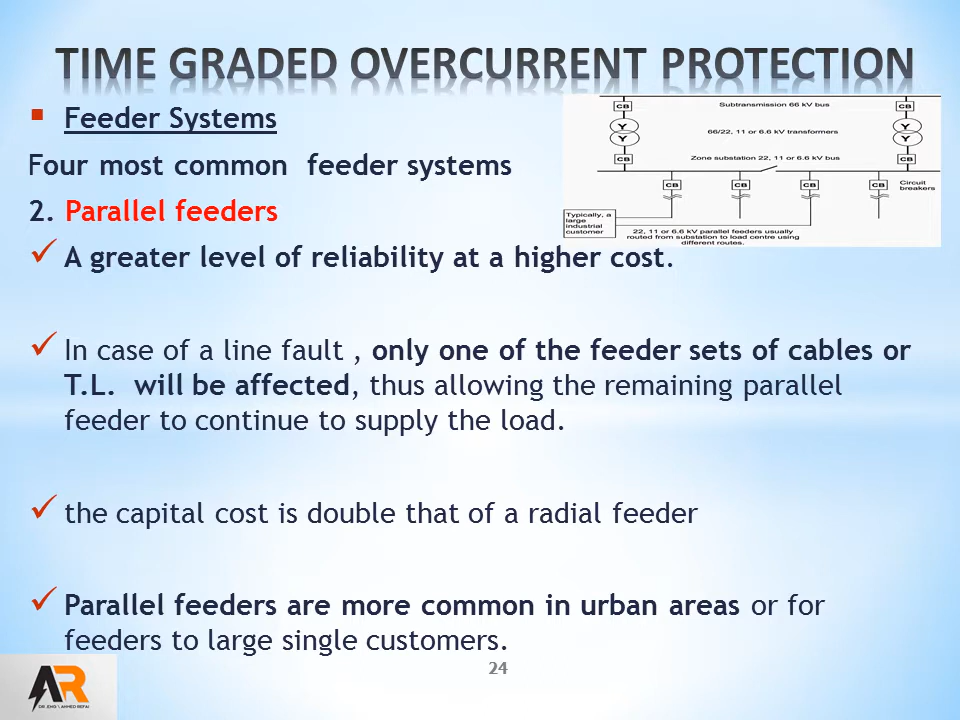 TIME GRADED OVERCURRENT PROTECTION
▪ Feeder Systems
Four most common feeder systems
2. Parallel feeders
✓ A greater level of reliability at a higher cost.
✓ In case of a line fault , only one of the feeder sets of cables or
T.L. will be affected, thus allowing the remaining parallel
feeder to continue to supply the load.
✓ the capital cost is double that of a radial feeder
✓ Parallel feeders are more common in urban areas or for
feeders to large single customers.
CB
Subtransmission 66 kV bus
CB
Y
Y
66/22, 11 or 6.6 kV transformers
Y
Y
CB
Zone substation 22, 11 or 6.6 kV bus
CB
CB
CB
CB
CB
Circuit
breakers
Typically, a
large
industrial
customer
22, 11 or 6.6 kV parallel feeders usually
routed from substation to load centre using
different routes.
24
AR
DR .ENG \ AHMED REFAI